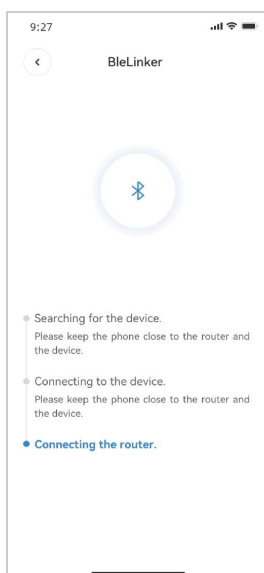 9:27
BleLinker
Searching for the device.
Please keep the phone close to the router and
the device.
Connecting to the device.
Please keep the phone close to the router and
the device.
Connecting the router.